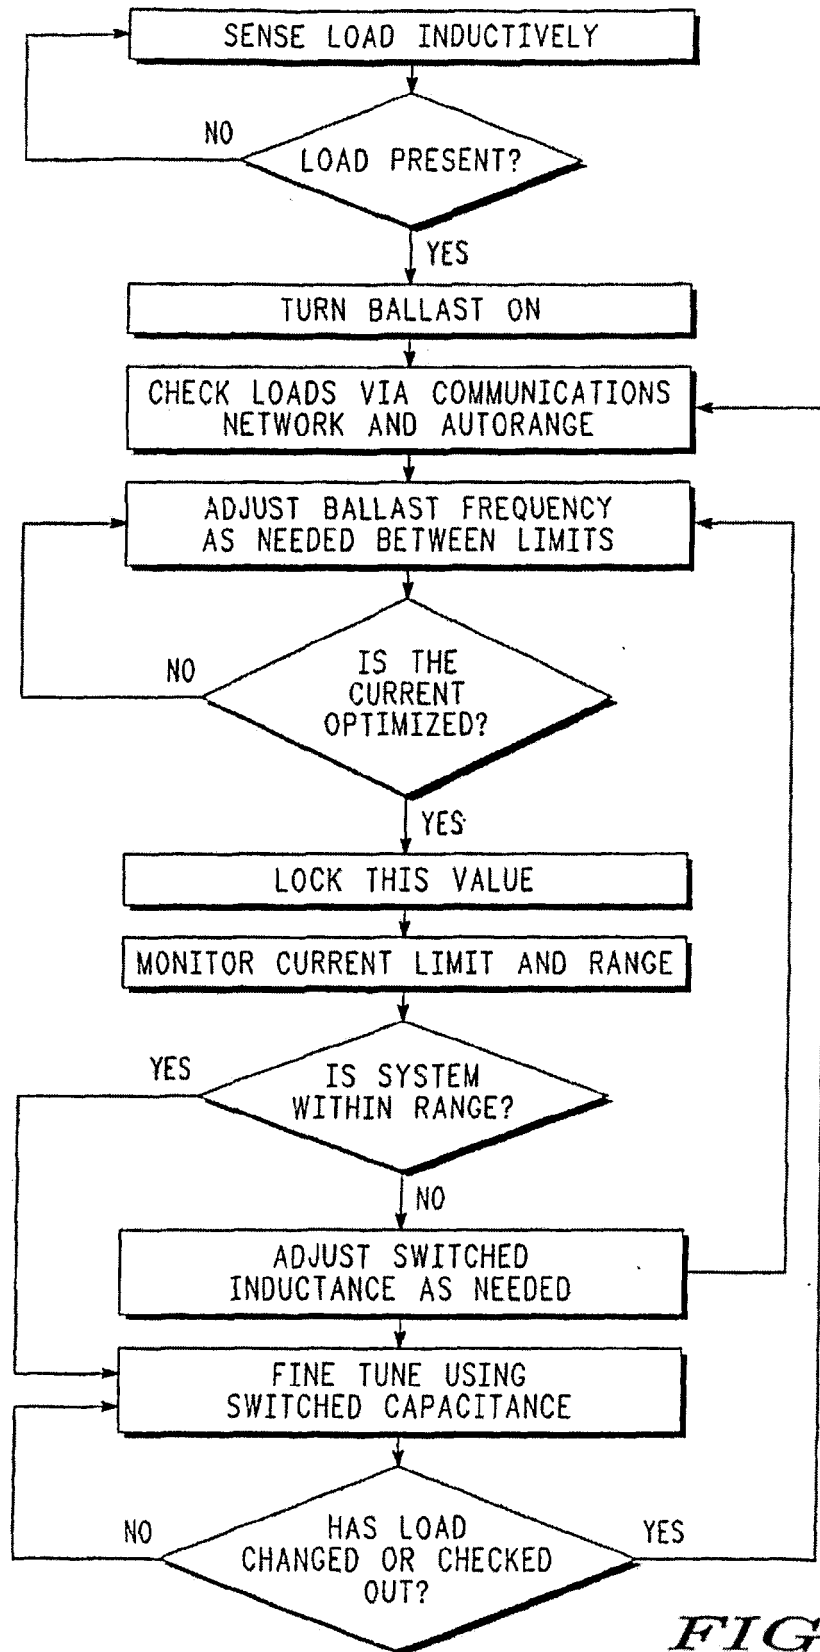 SENSE LOAD INDUCTIVELY
NO
LOAD PRESENT?
YES
TURN BALLAST ON
CHECK LOADS VIA COMMUNICATIONS
NETWORK AND AUTORANGE
ADJUST BALLAST FREQUENCY
AS NEEDED BETWEEN LIMITS
NO
IS THE
CURRENT
OPTIMIZED?
YES
LOCK THIS VALUE
MONITOR CURRENT LIMIT AND RANGE
YES
IS SYSTEM
WITHIN RANGE?
NO
ADJUST SWITCHED
INDUCTANCE AS NEEDED
FINE TUNE USING
SWITCHED CAPACITANCE
NO
HAS LOAD
CHANGED OR CHECKED
OUT?
YES
FIG